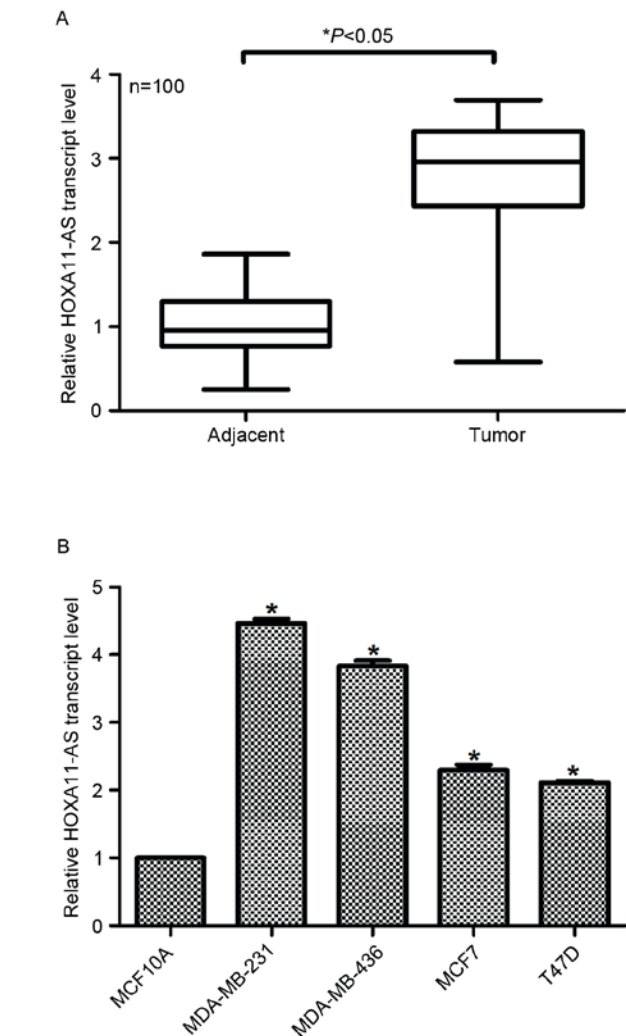 A
*P<0.05
n=100
Relative HOXA11-AS transcript level
4
3
2
1
0
Adjacent
Tumor
B
Relative HOXA11-AS transcript level
5
4
3
2
1
0
*
*
*
*
MCF10A
MDA-MB-231
MDA-MB-436
MCF7
T47D